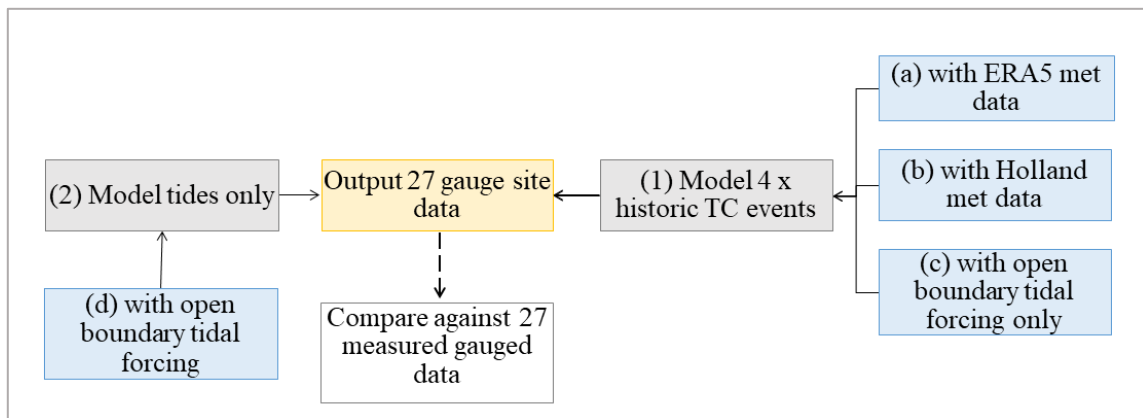 (a) with ERA5 met
data
(2) Model tides only
Output 27 gauge site
data
(1) Model 4 x
historic TC events
(b) with Holland
met data
(d) with open
boundary tidal
forcing
Compare against 27
measured gauged
data
(c) with open
boundary tidal
forcing only